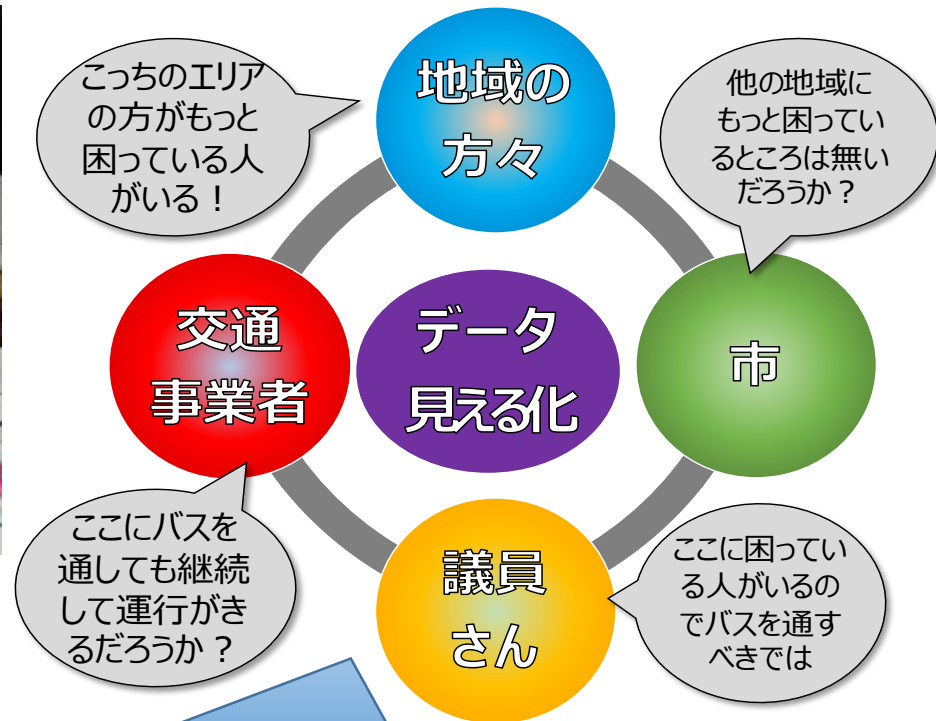 こっちのエリア
の方がもっと
困っている人
がいる！
地域の
方々
他の地域に
もっと困ってい
るところは無い
だろうか？
交通
事業者
データ
見える化
市
ここにバスを
通しても継続
して運行がき
るだろうか？
議員
さん
ここに困ってい
る人がいるの
でバスを通す
べきでは